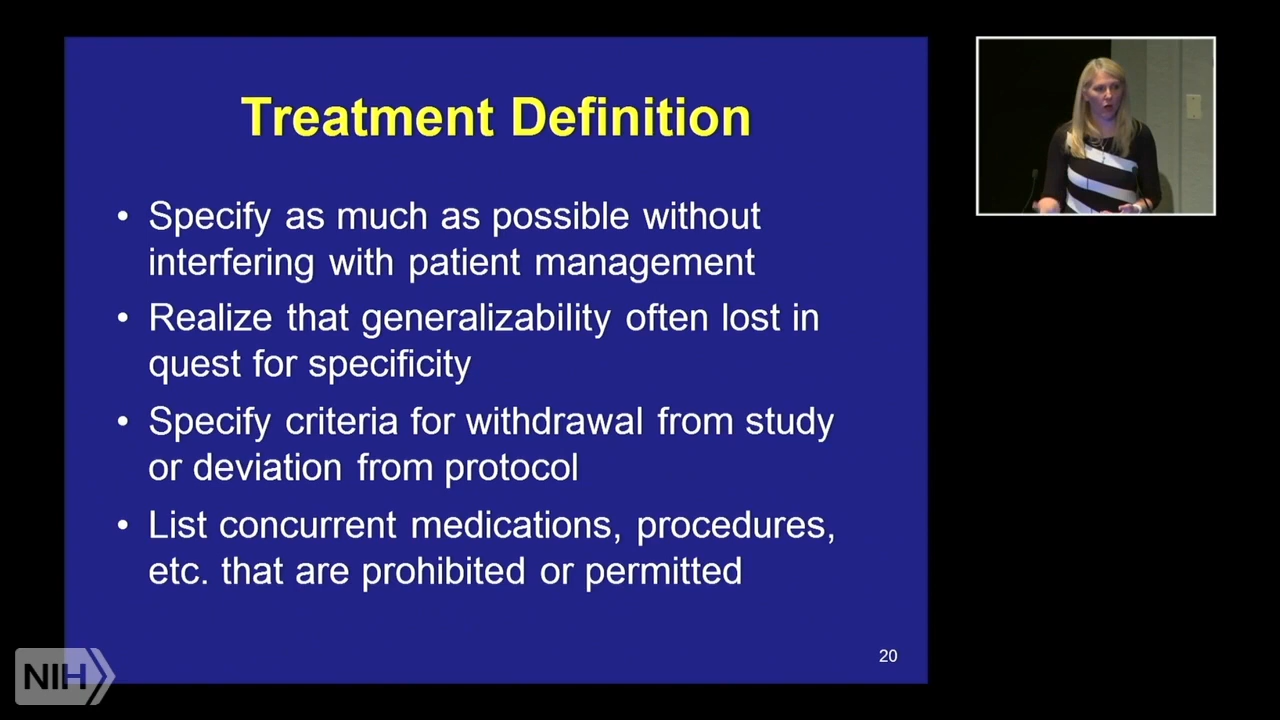 Treatment Definition
• Specify as much as possible without
interfering with patient management
• Realize that generalizability often lost in
quest for specificity
• Specify criteria for withdrawal from study
or deviation from protocol
• List concurrent medications, procedures,
etc. that are prohibited or permitted
20
NIH